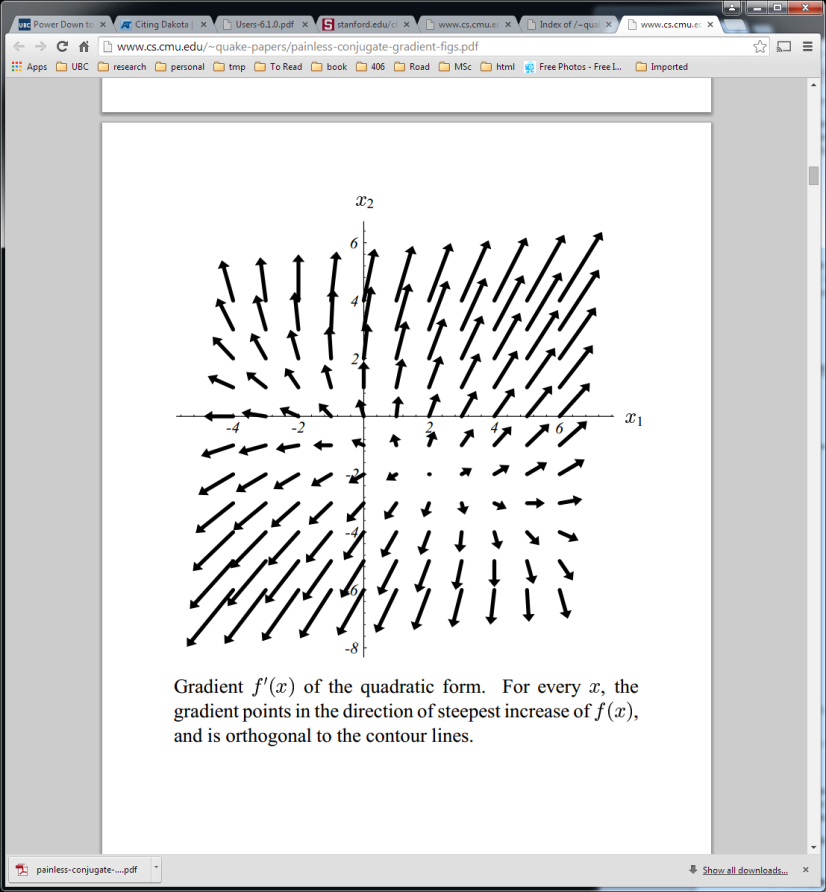 Power Down to
Citing Dakota |
Users-6.1.0.pdf
stanford.edu/cl
www.cs.cmu.e
Index of /~qua
www.cs.cmu.e
www.cs.cmu.edu/~quake-papers/painless-conjugate-gradient-figs.pdf
Apps UBC research personal tmp To Read book 406 Road MSc html Free Photos - Free I... Imported
x2
6
4
2
-4 -2 2 4 6 x1
-2
-4
-6
-8
Gradient f′(x) of the quadratic form. For every x, the
gradient points in the direction of steepest increase of f(x),
and is orthogonal to the contour lines.
painless-conjugate-....pdf
Show all downloads...